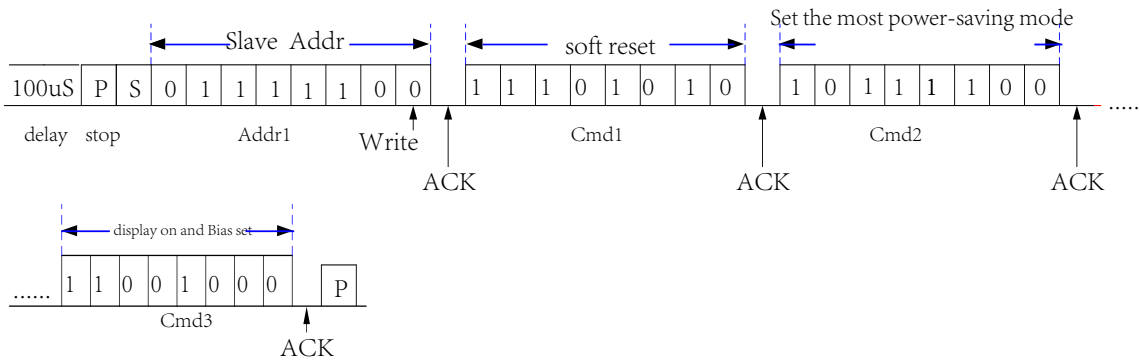 Slave Addr
soft reset
Set the most power-saving mode
100uS P S 0 1 1 1 1 1 0 0
1 1 1 0 1 0 1 0
1 0 1 1 1 1 0 0
.....
delay stop Addr1 Write Cmd1 Cmd2
ACK ACK ACK
display on and Bias set
...... 1 1 0 0 1 0 0 0 P
Cmd3
ACK